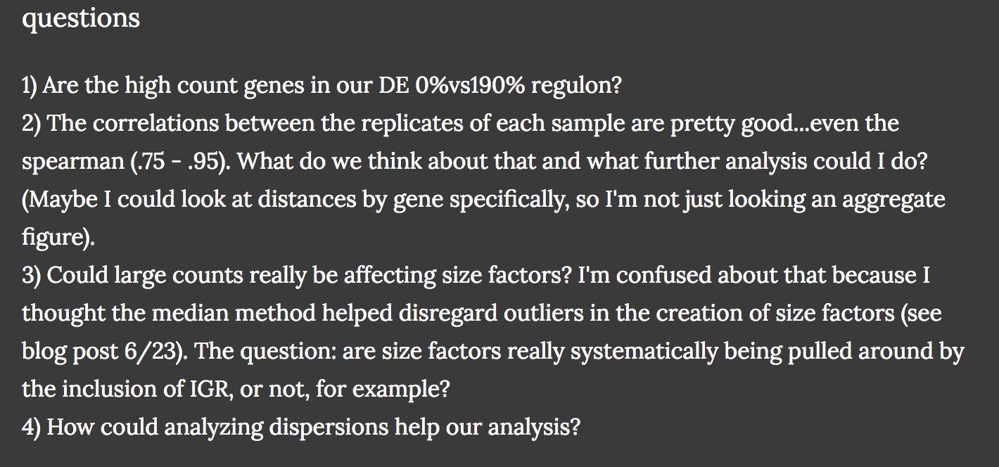 questions
1) Are the high count genes in our DE 0%vs190% regulon?
2) The correlations between the replicates of each sample are pretty good...even the
spearman (.75 - .95). What do we think about that and what further analysis could I do?
(Maybe I could look at distances by gene specifically, so I'm not just looking an aggregate
figure).
3) Could large counts really be affecting size factors? I'm confused about that because I
thought the median method helped disregard outliers in the creation of size factors (see
blog post 6/23). The question: are size factors really systematically being pulled around by
the inclusion of IGR, or not, for example?
4) How could analyzing dispersions help our analysis?